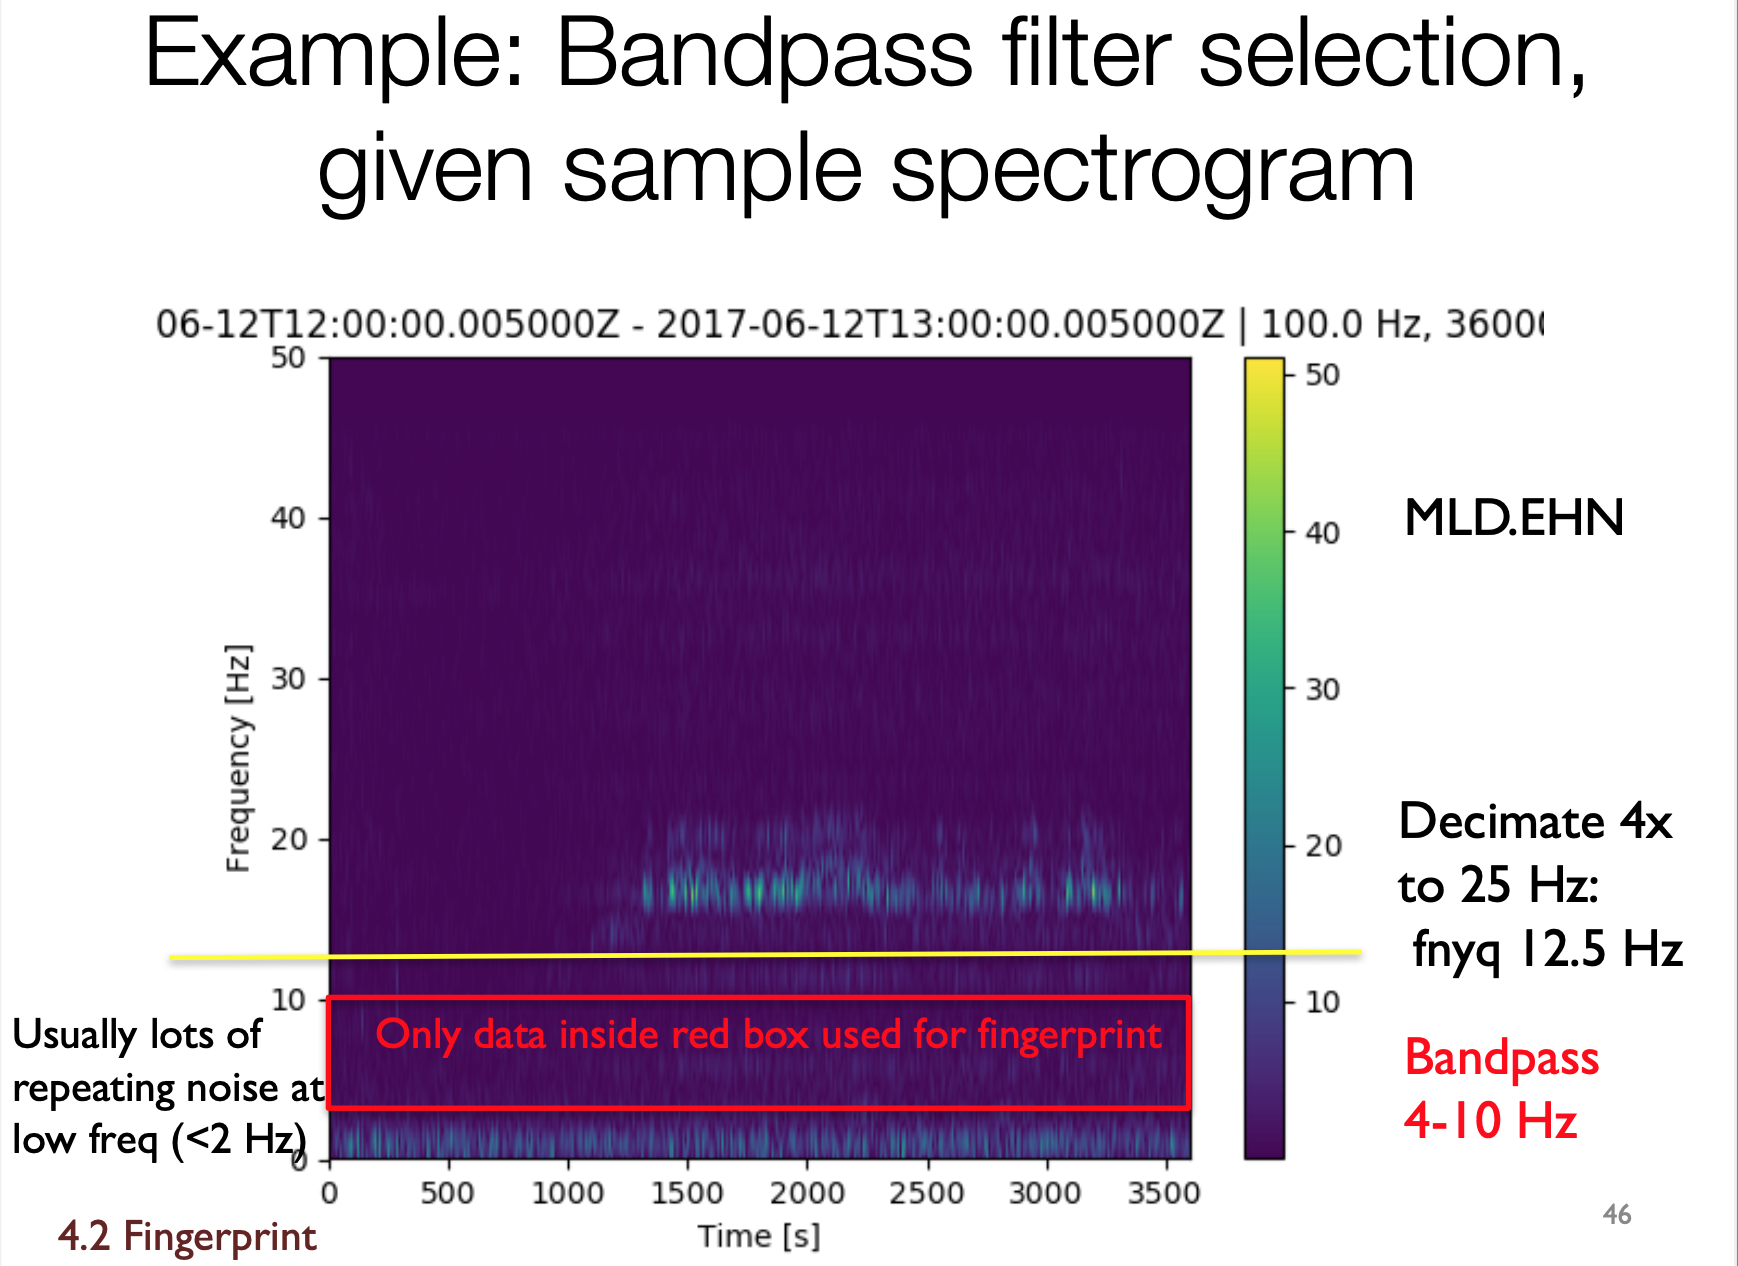 Example: Bandpass filter selection,
given sample spectrogram
06-12T12:00:00.005000Z - 2017-06-12T13:00:00.005000Z | 100.0 Hz, 3600
50
40
30
20
10
0
Frequency [Hz]
0 500 1000 1500 2000 2500 3000 3500
Time [s]
50
40
30
20
10
MLD.EHN
Decimate 4x
to 25 Hz:
fnyq 12.5 Hz
Only data inside red box used for fingerprint
Bandpass
4-10 Hz
Usually lots of
repeating noise at
low freq (<2 Hz)
4.2 Fingerprint
46